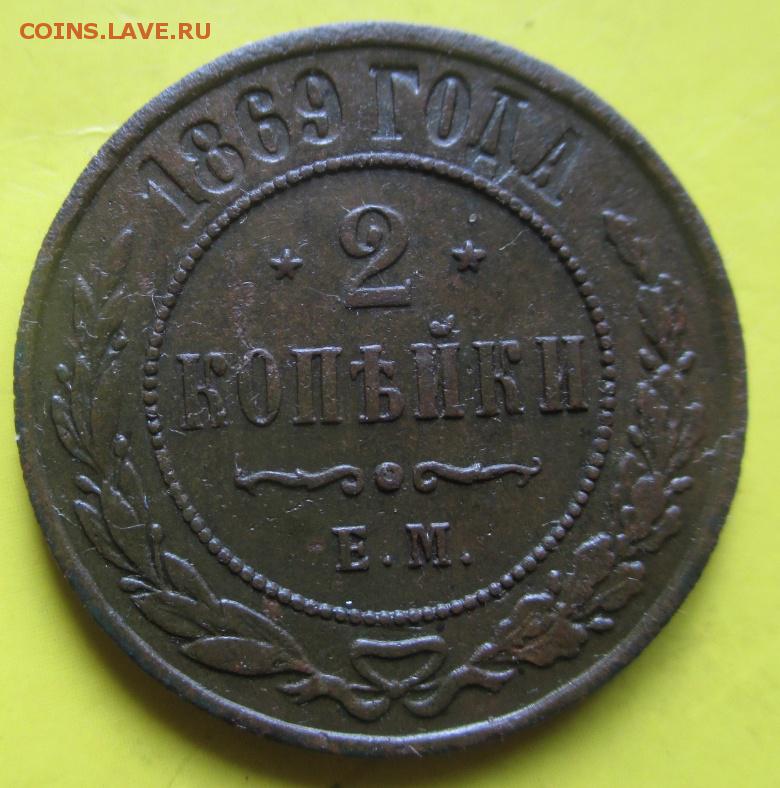 COINS.LAVE.RU
1869 ГОДА
* 2 *
КОПѢЙКИ
Е.М.